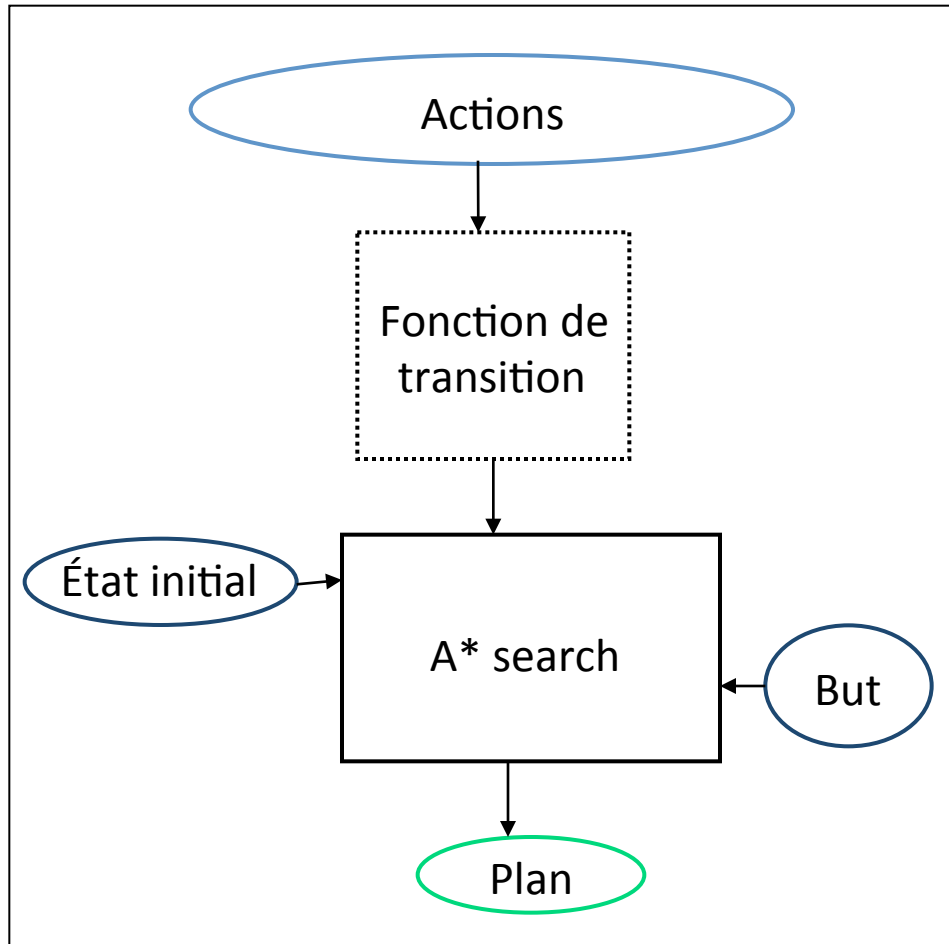 Actions
Fonction de
transition
État initial
A* search
But
Plan